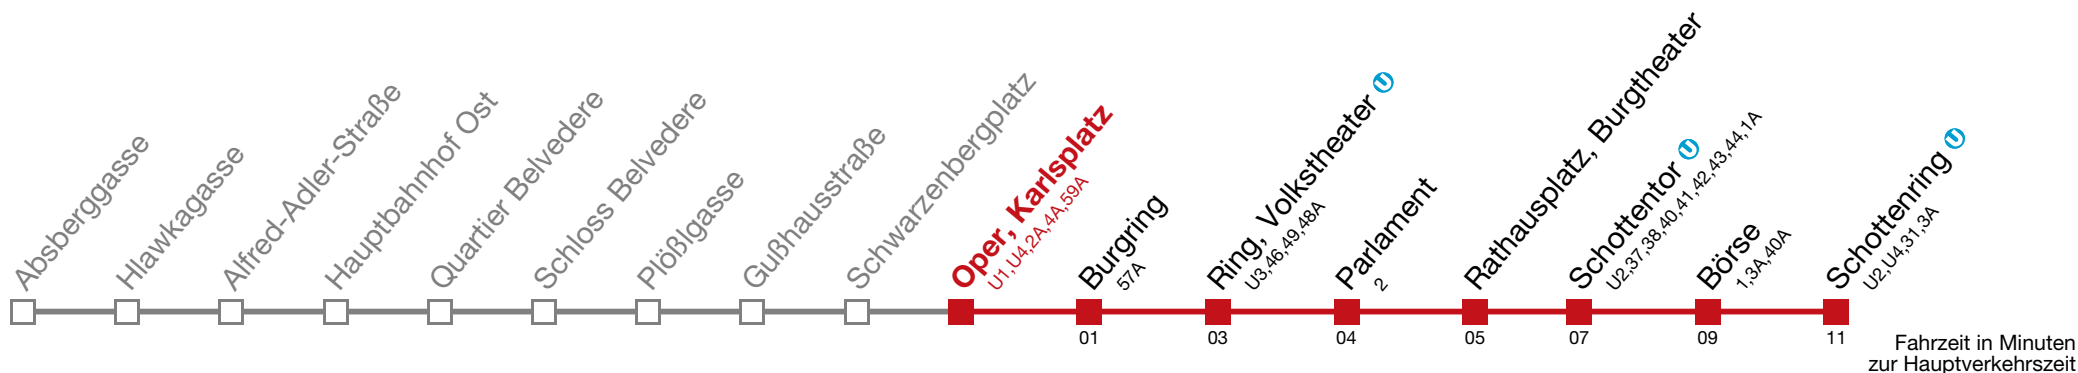 Absberggasse
Hlawkagasse
Alfred-Adler-Straße
Hauptbahnhof Ost
Quartier Belvedere
Schloss Belvedere
Plößlgasse
Gußhausstraße
Schwarzenbergplatz
Oper, Karlsplatz
U1,U4,2A,4A,59A
Burgring
57A
Ring, Volkstheater U
U3,46,49,48A
Parlament
2
Rathausplatz, Burgtheater
Schottentor U
U2,37,38,40,41,42,43,44,1A
Börse
1,3A,40A
Schottenring U
U2,U4,31,3A
01 03 04 05 07 09 11
Fahrzeit in Minuten
zur Hauptverkehrszeit